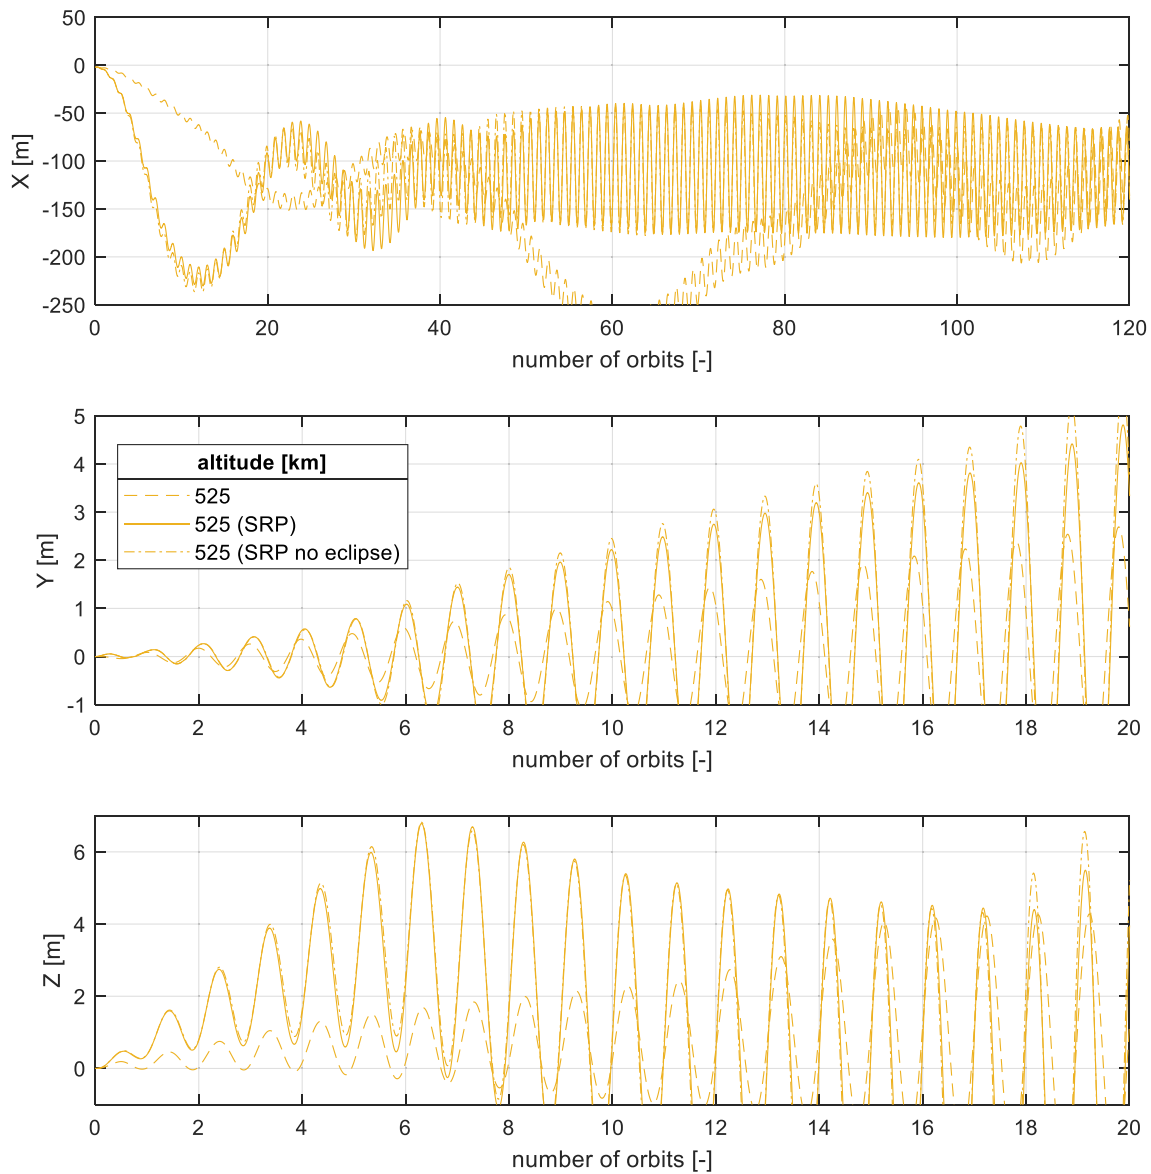 50
0
-50
-100
-150
-200
-250
X [m]
0 20 40 60 80 100 120
number of orbits [-]
5
4
3
2
1
0
-1
Y [m]
altitude [km]
525
525 (SRP)
525 (SRP no eclipse)
0 2 4 6 8 10 12 14 16 18 20
number of orbits [-]
6
4
2
0
Z [m]
0 2 4 6 8 10 12 14 16 18 20
number of orbits [-]